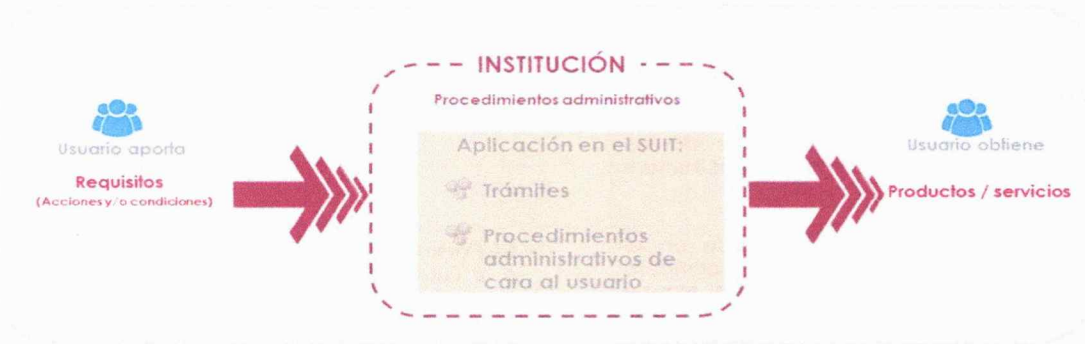 INSTITUCIÓN
Procedimientos administrativos
Usuario aporta
Requisitos
(Acciones y/o condiciones)
Aplicación en el SUIT:
Trámites
Procedimientos
administrativos de
cara al usuario
Usuario obtiene
Productos / servicios